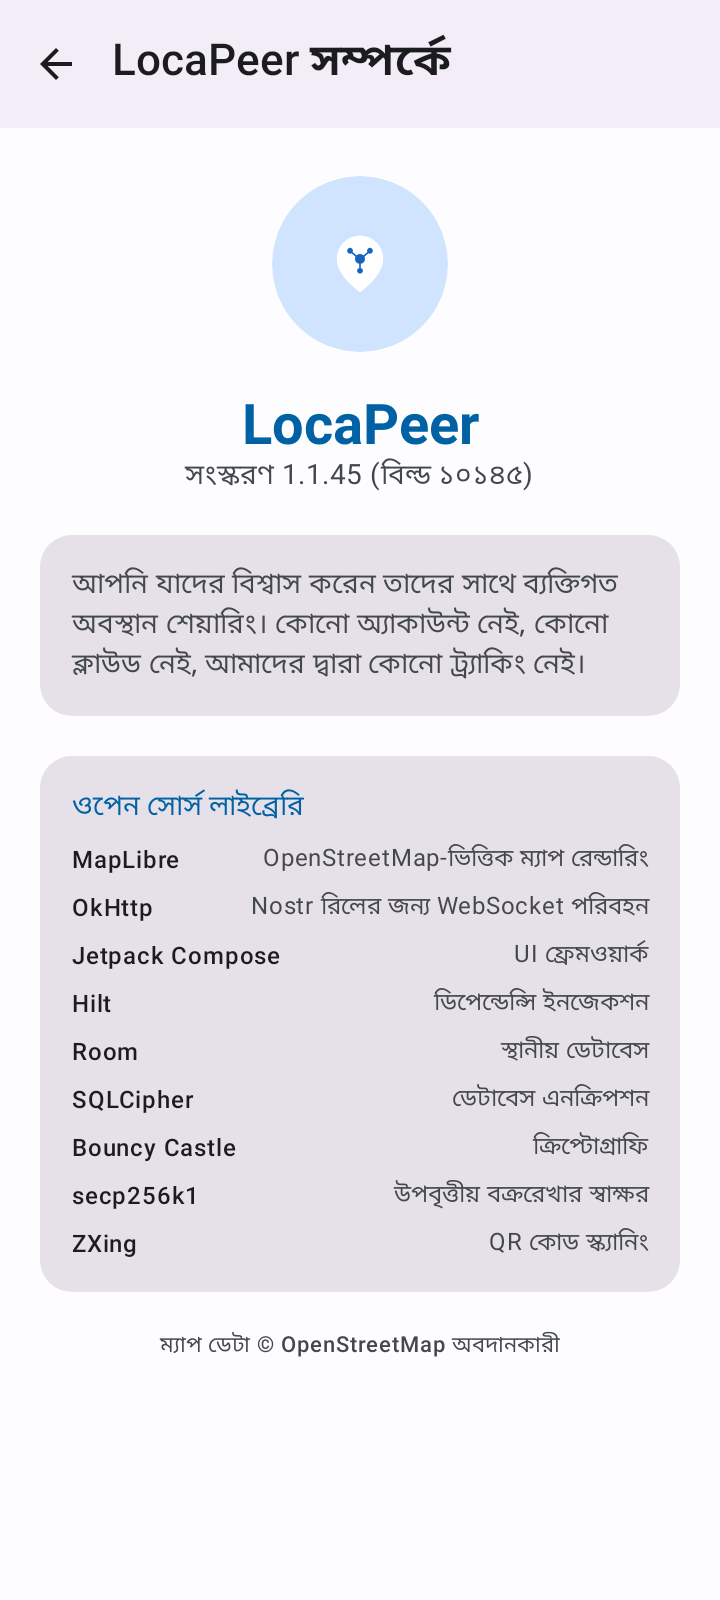 LocaPeer সম্পর্কে
LocaPeer
সংস্করণ 1.1.45 (বিল্ড ১০১৪৫)
আপনি যাদের বিশ্বাস করেন তাদের সাথে ব্যক্তিগত
অবস্থান শেয়ারিং। কোনো অ্যাকাউন্ট নেই, কোনো
ক্লাউড নেই, আমাদের দ্বারা কোনো ট্র্যাকিং নেই।
ওপেন সোর্স লাইব্রেরি
MapLibre OpenStreetMap-ভিত্তিক ম্যাপ রেন্ডারিং
OkHttp Nostr রিলের জন্য WebSocket পরিবহন
Jetpack Compose UI ফ্রেমওয়ার্ক
Hilt ডিপেন্ডেন্সি ইনজেকশন
Room স্থানীয় ডেটাবেস
SQLCipher ডেটাবেস এনক্রিপশন
Bouncy Castle ক্রিপ্টোগ্রাফি
secp256k1 উপবৃত্তীয় বক্ররেখার স্বাক্ষর
ZXing QR কোড স্ক্যানিং
ম্যাপ ডেটা © OpenStreetMap অবদানকারী